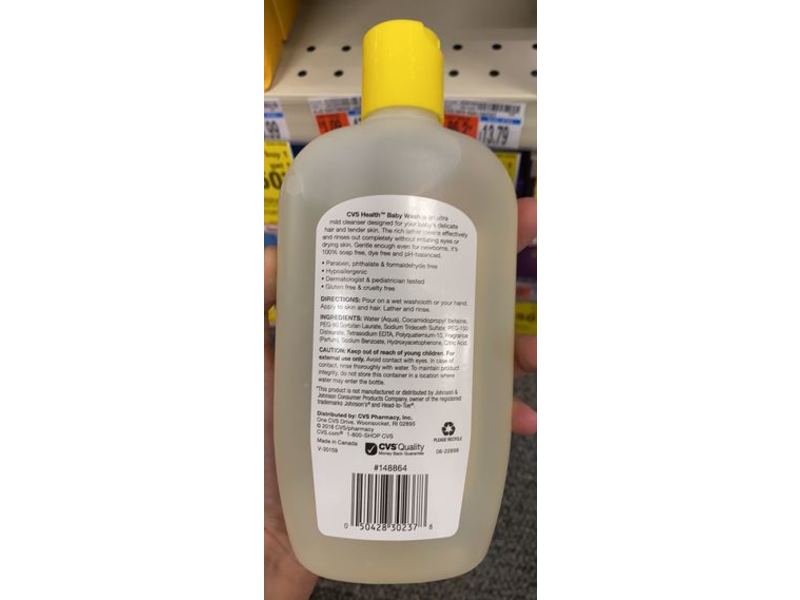 .99
13.79
CVS Health™ Baby Wash is an ultra
mild cleanser designed for your baby's delicate
hair and tender skin. The rich lather cleans effectively
and rinses out completely without irritating eyes or
drying skin. Gentle enough even for newborns, it's
100% soap free, dye free and pH-balanced.
• Paraben, phthalate & formaldehyde free
• Hypoallergenic
• Dermatologist & pediatrician tested
• Gluten free & cruelty free
DIRECTIONS: Pour on a wet washcloth or your hand.
Apply to skin and hair. Lather and rinse.
INGREDIENTS: Water (Aqua), Cocamidopropyl Betaine,
PEG-80 Sorbitan Laurate, Sodium Trideceth Sulfate, PEG-150
Distearate, Tetrasodium EDTA, Polyquaternium-10, Fragrance
(Parfum), Sodium Benzoate, Hydroxyacetophenone, Citric Acid.
CAUTION: Keep out of reach of young children. For
external use only. Avoid contact with eyes. In case of
contact, rinse thoroughly with water. To maintain product
integrity, do not store this container in a location where
water may enter the bottle.
*This product is not manufactured or distributed by Johnson &
Johnson Consumer Products Company, owner of the registered
trademarks Johnson's® and Head-to-Toe®.
Distributed by: CVS Pharmacy, Inc.
One CVS Drive, Woonsocket, RI 02895
© 2018 CVS/pharmacy
CVS.com® 1-800-SHOP CVS
Made in Canada
V-30159
CVS Quality
Money Back Guarantee
PLEASE RECYCLE
06-22898
#148864
0 50428 30237 8